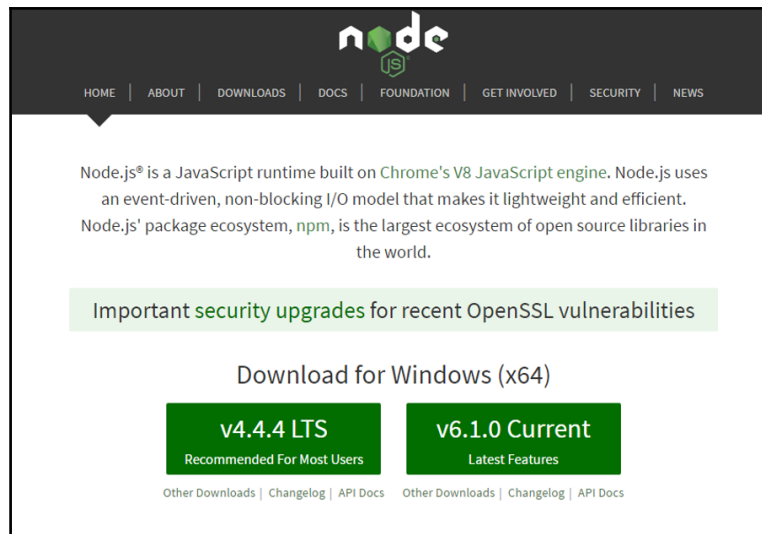 node
JS
HOME | ABOUT | DOWNLOADS | DOCS | FOUNDATION | GET INVOLVED | SECURITY | NEWS
Node.js® is a JavaScript runtime built on Chrome's V8 JavaScript engine. Node.js uses
an event-driven, non-blocking I/O model that makes it lightweight and efficient.
Node.js' package ecosystem, npm, is the largest ecosystem of open source libraries in
the world.
Important security upgrades for recent OpenSSL vulnerabilities
Download for Windows (x64)
v4.4.4 LTS
Recommended For Most Users
v6.1.0 Current
Latest Features
Other Downloads | Changelog | API Docs
Other Downloads | Changelog | API Docs